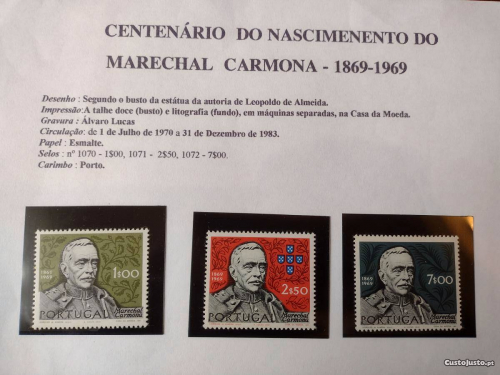 CENTENÁRIO DO NASCIMENENTO DO
MARECHAL CARMONA - 1869-1969
Desenho : Segundo o busto da estátua da autoria de Leopoldo de Almeida.
Impressão:A talhe doce (busto) e litografia (fundo), em máquinas separadas, na Casa da Moeda.
Gravura : Álvaro Lucas
Circulação: de 1 de Julho de 1970 a 31 de Dezembro de 1983.
Papel : Esmalte.
Selos : nº 1070 - 1$00, 1071 - 2$50, 1072 - 7$00.
Carimbo : Porto.
1869
1969
1$00
Marechal
Carmona
PORTUGAL
1869
1969
2$50
Marechal
Carmona
PORTUGAL
1869
1969
7$00
Marechal
Carmona
PORTUGAL
© CustoJusto.pt